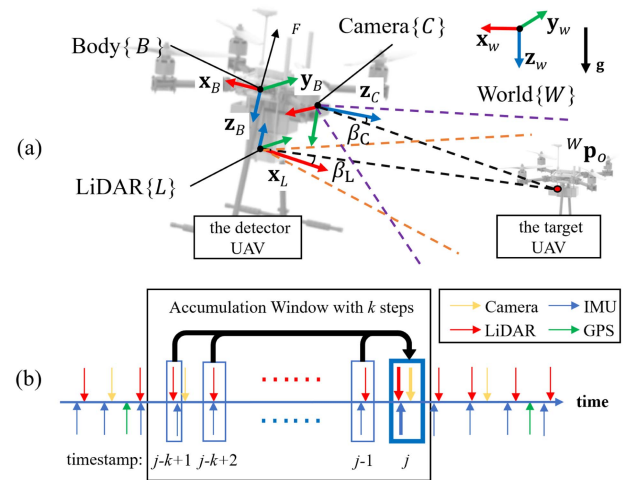 (a)
Body{B}
F
Camera{C}
x_w
y_w
z_w
g
World{W}
x_B
y_B
z_B
z_C
β_C
LiDAR{L}
x_L
β_L
^W p_o
the detector
UAV
the target
UAV
(b)
Accumulation Window with k steps
Camera
IMU
LiDAR
GPS
time
timestamp:
j-k+1
j-k+2
j-1
j